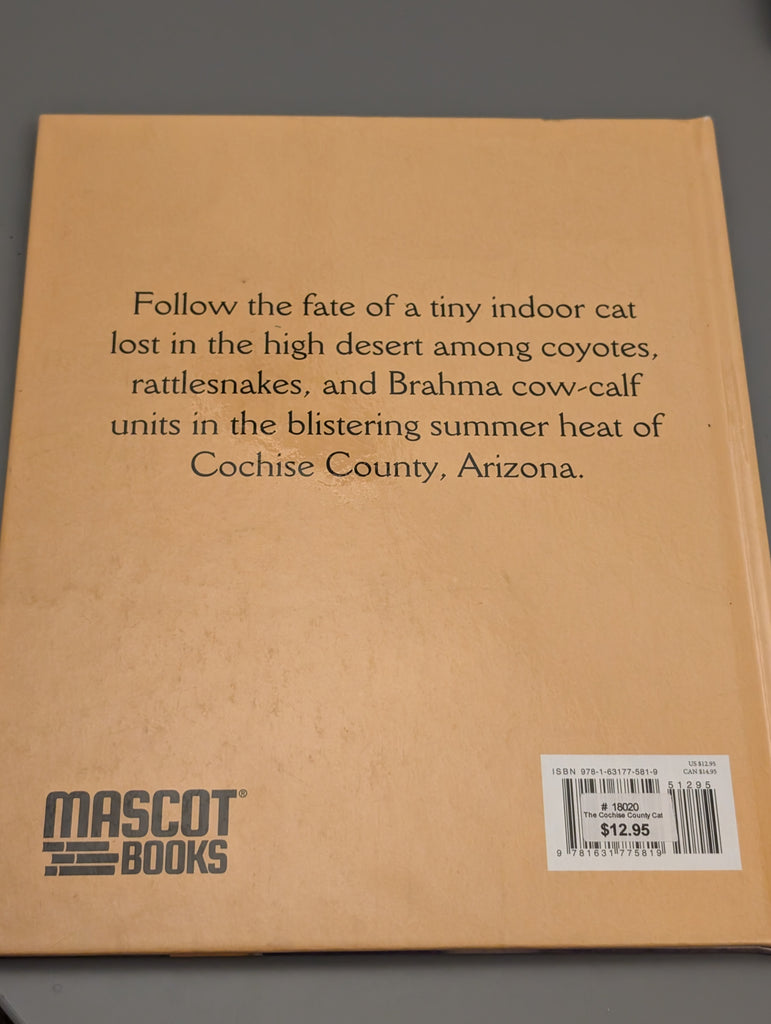 Follow the fate of a tiny indoor cat
lost in the high desert among coyotes,
rattlesnakes, and Brahma cow-calf
units in the blistering summer heat of
Cochise County, Arizona.
MASCOT®
BOOKS
ISBN 978-1-63177-581-9
US $12.95
CAN $14.95
51295
# 18020
The Cochise County Cat
$12.95
9 781631 775819